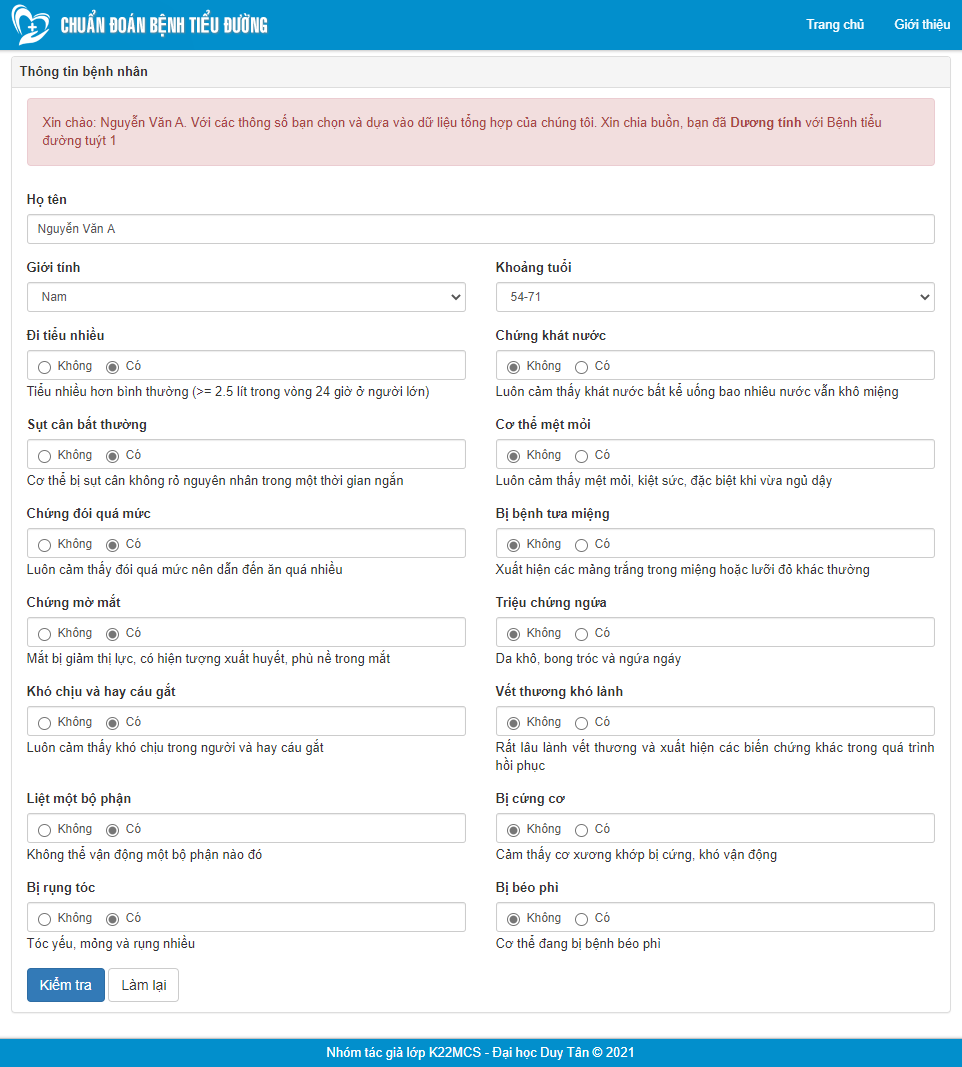 CHUẨN ĐOÁN BỆNH TIỂU ĐƯỜNG
Trang chủ
Giới thiệu
Thông tin bệnh nhân
Xin chào: Nguyễn Văn A. Với các thông số bạn chọn và dựa vào dữ liệu tổng hợp của chúng tôi. Xin chia buồn, bạn đã Dương tính với Bệnh tiểu
đường tuýt 1
Họ tên
Nguyễn Văn A
Giới tính
Khoảng tuổi
Nam
54-71
Đi tiểu nhiều
Chứng khát nước
Không Có
Không Có
Tiểu nhiều hơn bình thường (>= 2.5 lít trong vòng 24 giờ ở người lớn)
Luôn cảm thấy khát nước bất kể uống bao nhiêu nước vẫn khô miệng
Sụt cân bất thường
Cơ thể mệt mỏi
Không Có
Không Có
Cơ thể bị sụt cân không rỏ nguyên nhân trong một thời gian ngắn
Luôn cảm thấy mệt mỏi, kiệt sức, đặc biệt khi vừa ngủ dậy
Chứng đói quá mức
Bị bệnh tưa miệng
Không Có
Không Có
Luôn cảm thấy đói quá mức nên dẫn đến ăn quá nhiều
Xuất hiện các mảng trắng trong miệng hoặc lưỡi đỏ khác thường
Chứng mờ mắt
Triệu chứng ngứa
Không Có
Không Có
Mắt bị giảm thị lực, có hiện tượng xuất huyết, phù nề trong mắt
Da khô, bong tróc và ngứa ngáy
Khó chịu và hay cáu gắt
Vết thương khó lành
Không Có
Không Có
Luôn cảm thấy khó chịu trong người và hay cáu gắt
Rất lâu lành vết thương và xuất hiện các biến chứng khác trong quá trình
hồi phục
Liệt một bộ phận
Bị cứng cơ
Không Có
Không Có
Không thể vận động một bộ phận nào đó
Cảm thấy cơ xương khớp bị cứng, khó vận động
Bị rụng tóc
Bị béo phì
Không Có
Không Có
Tóc yếu, mỏng và rụng nhiều
Cơ thể đang bị bệnh béo phì
Kiểm tra
Làm lại
Nhóm tác giả lớp K22MCS - Đại học Duy Tân © 2021